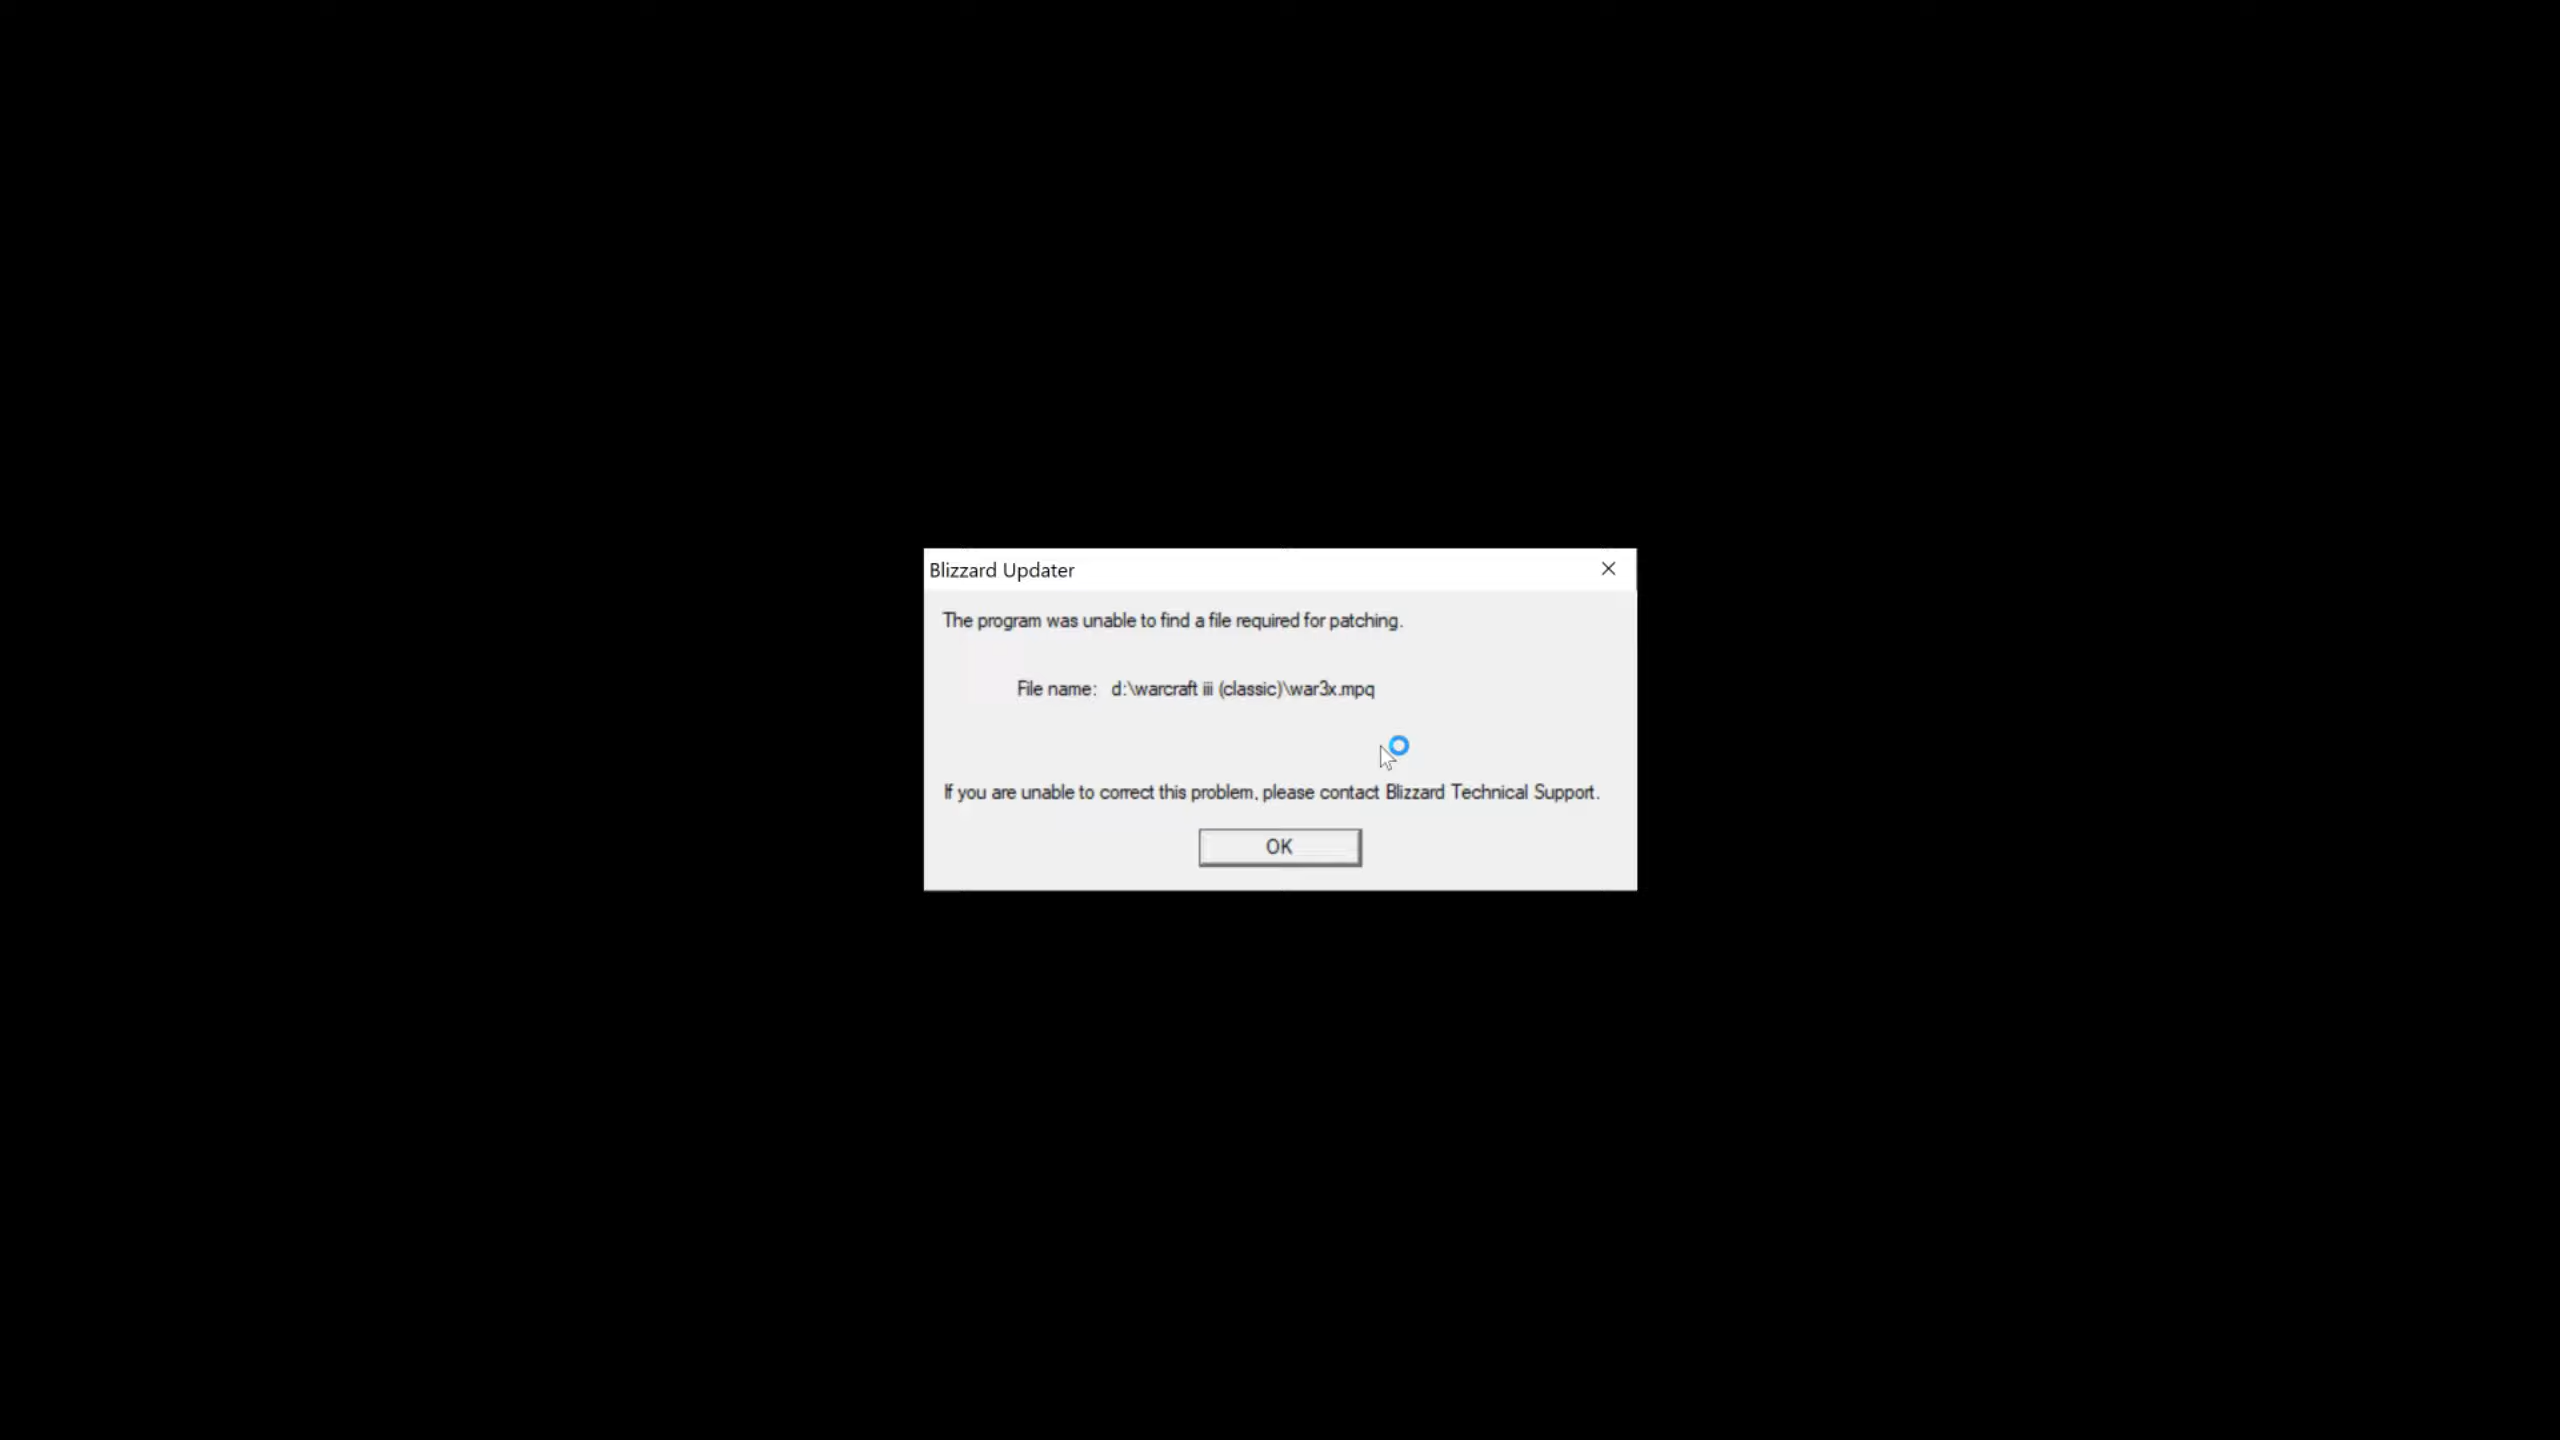 Blizzard Updater
The program was unable to find a file required for patching.
File name: d:\warcraft iii (classic)\war3x.mpq
If you are unable to correct this problem, please contact Blizzard Technical Support.
OK